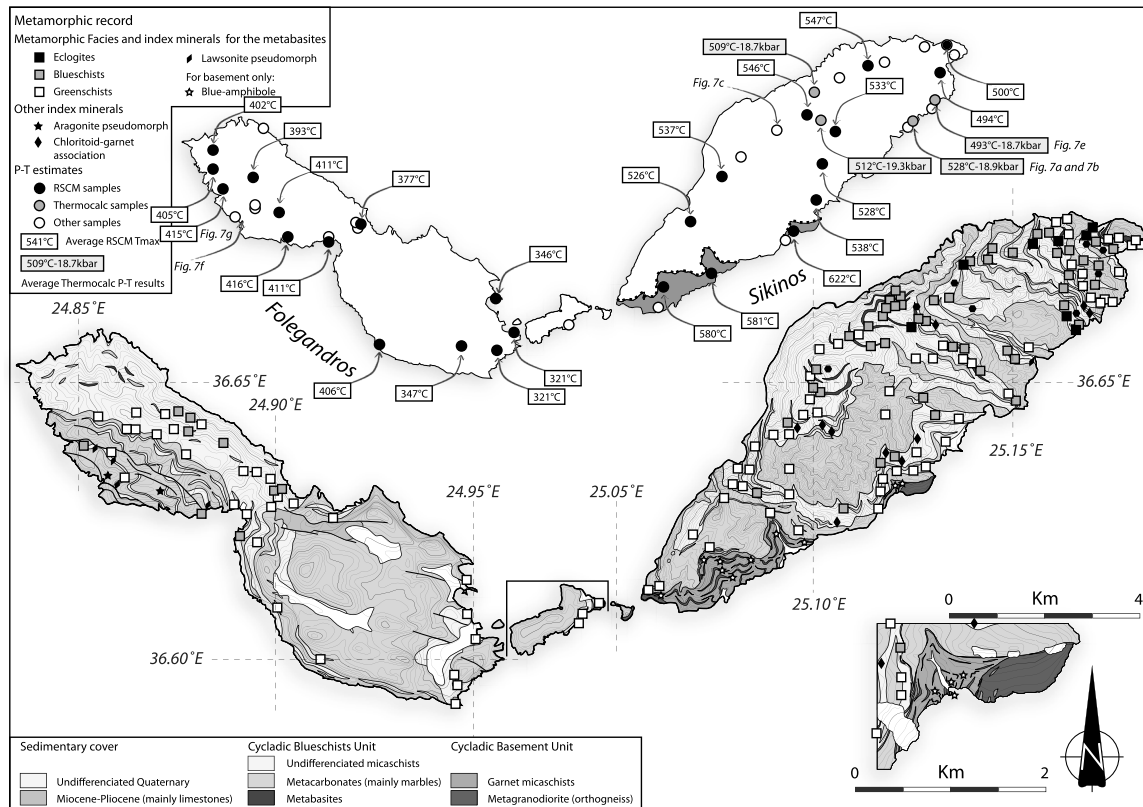 Metamorphic record
Metamorphic Facies and index minerals for the metabasites
Eclogites
Blueschists
Greenschists
Lawsonite pseudomorph
For basement only:
Blue-amphibole
Other index minerals
Aragonite pseudomorph
Chloritoid-garnet
association
P-T estimates
RSCM samples
Thermocalc samples
Other samples
541°C Average RSCM Tmax
509°C-18.7kbar
Average Thermocalc P-T results
402°C
393°C
411°C
377°C
405°C
415°C Fig. 7g
Fig. 7f
416°C
411°C
346°C
406°C
347°C
321°C
321°C
Folegandros
547°C
509°C-18.7kbar
546°C
Fig. 7c
533°C
500°C
494°C
537°C
493°C-18.7kbar Fig. 7e
512°C-19.3kbar
528°C-18.9kbar
Fig. 7a and 7b
526°C
528°C
538°C
622°C
581°C
580°C
Sikinos
24.85˚E
36.65˚E
24.90˚E
24.95˚E
25.05˚E
36.65˚E
25.15˚E
25.10˚E
36.60˚E
0 Km 4
0 Km 2
N
Sedimentary cover
Undifferenciated Quaternary
Miocene-Pliocene (mainly limestones)
Cycladic Blueschists Unit
Undifferenciated micaschists
Metacarbonates (mainly marbles)
Metabasites
Cycladic Basement Unit
Garnet micaschists
Metagranodiorite (orthogneiss)